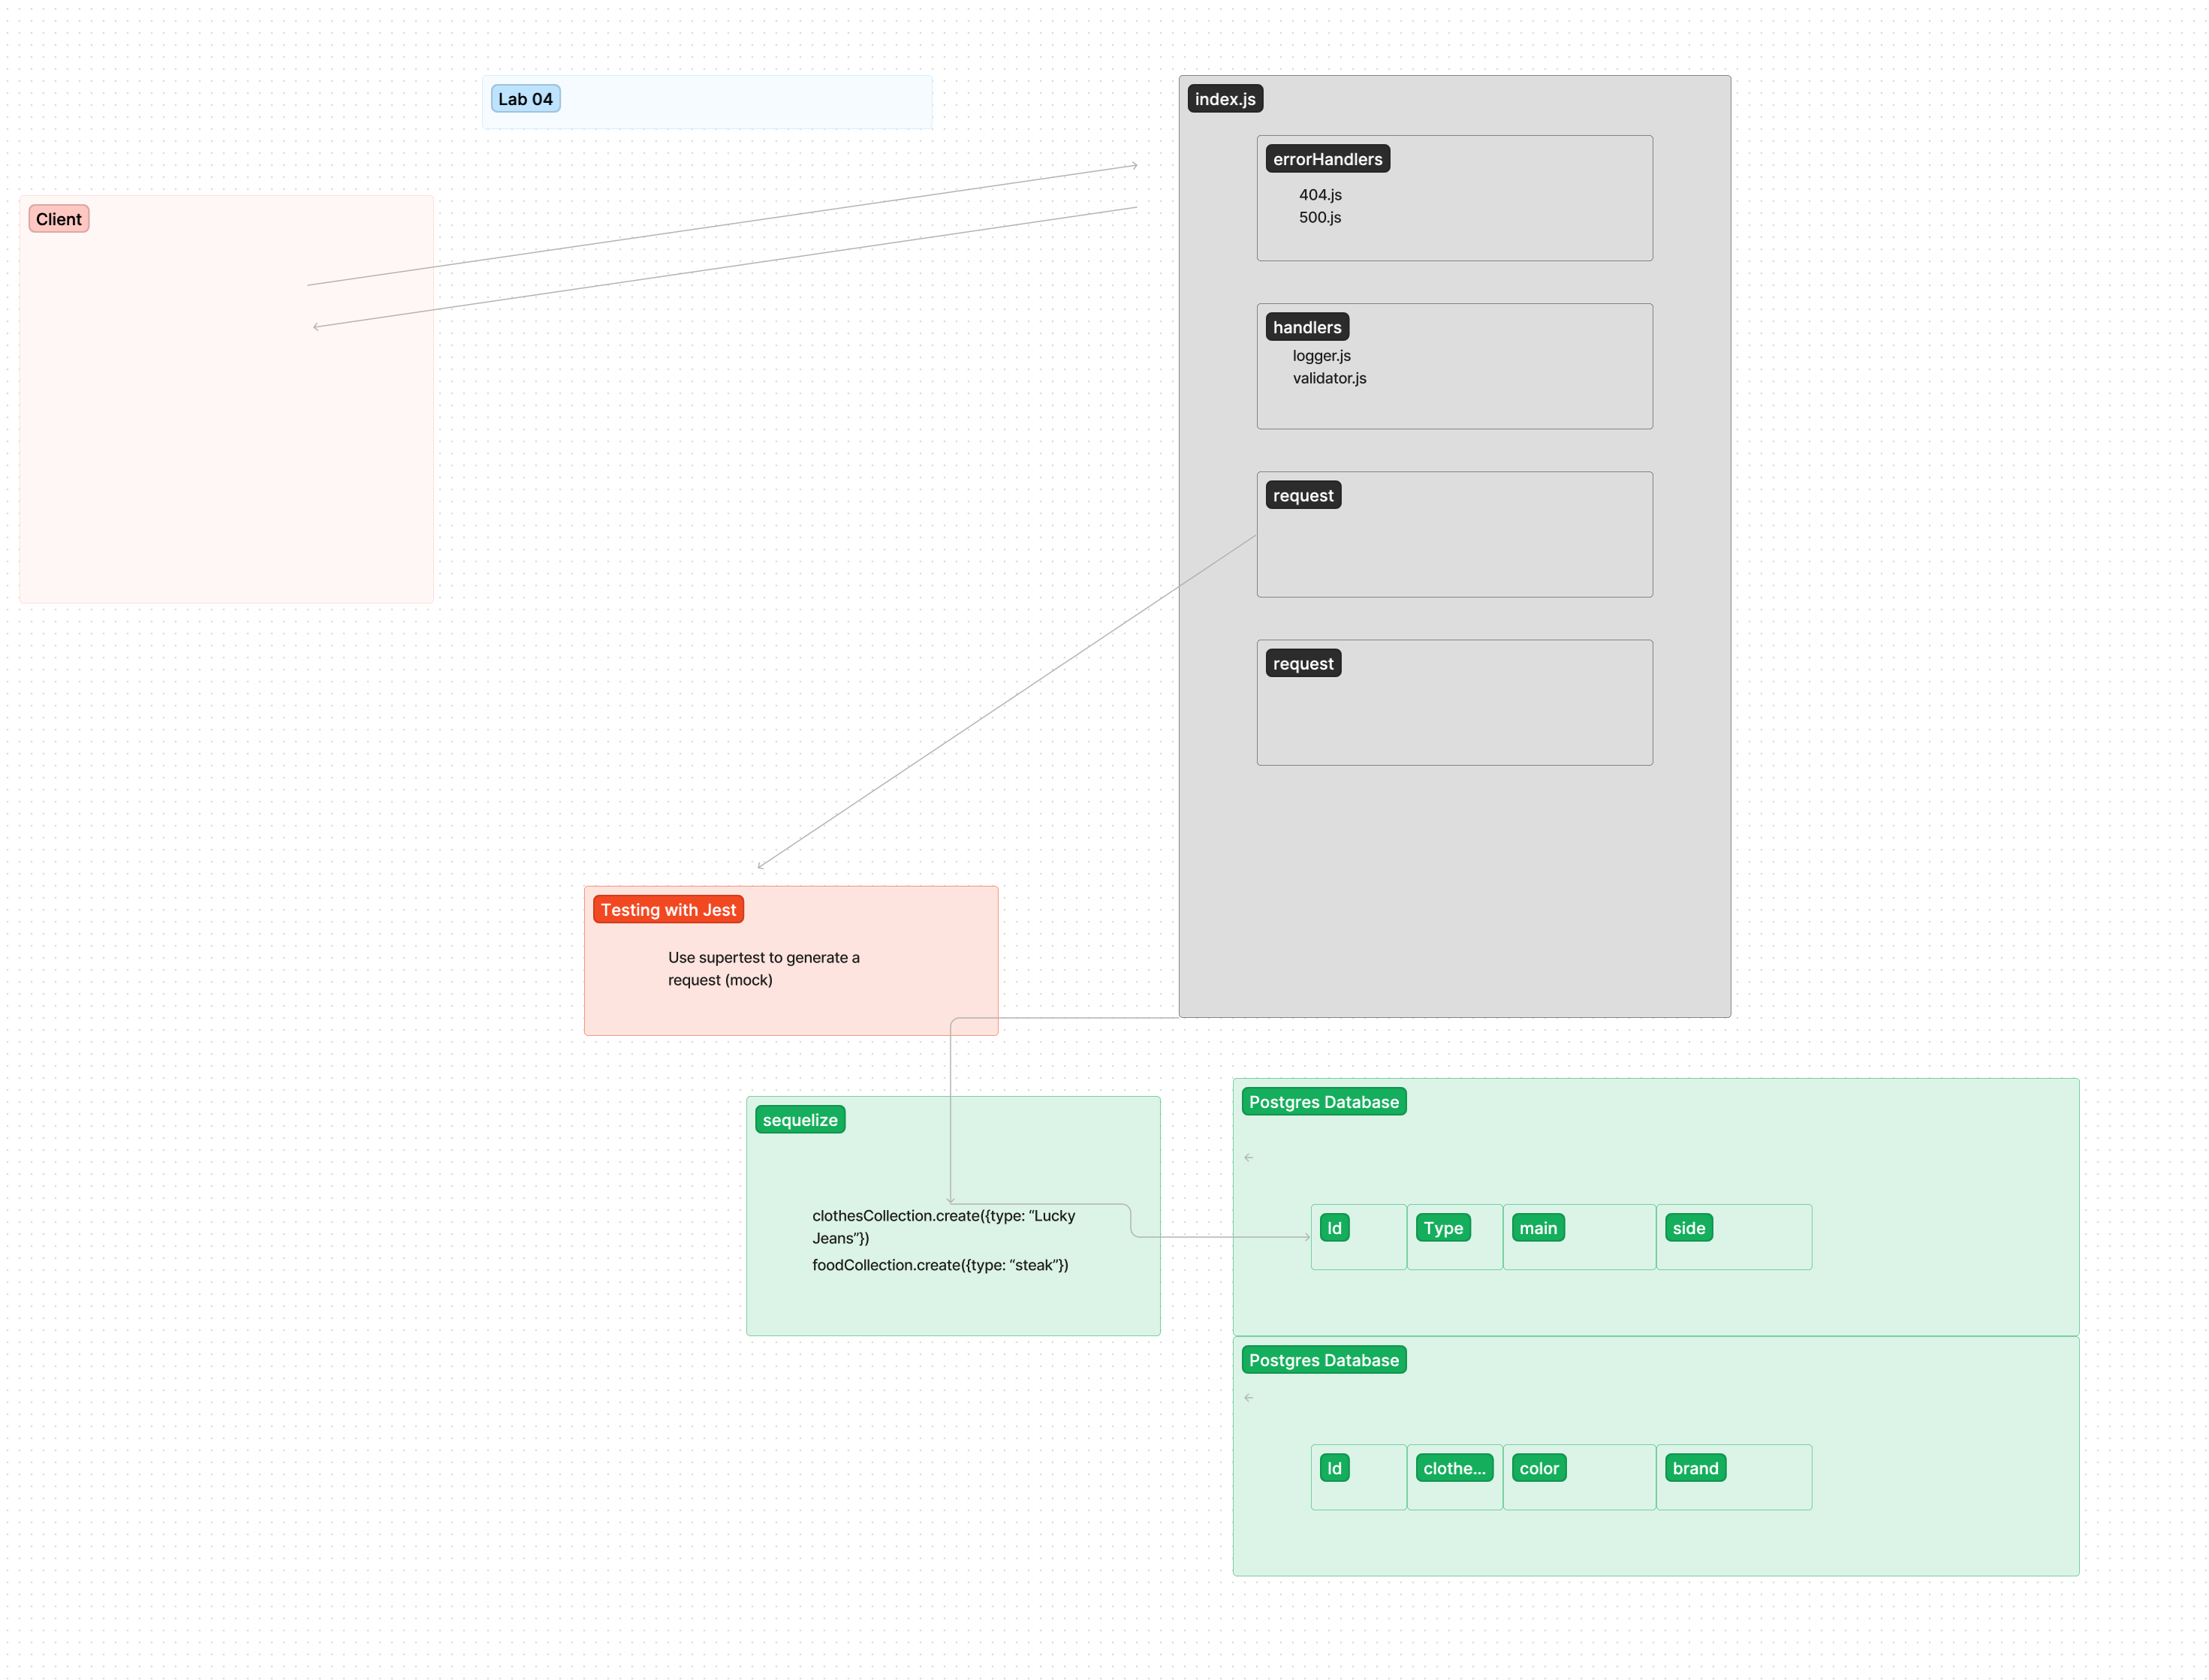 Lab 04
Client
index.js
errorHandlers
404.js
500.js
handlers
logger.js
validator.js
request
request
Testing with Jest
Use supertest to generate a
request (mock)
sequelize
clothesCollection.create({type: “Lucky
Jeans”})
foodCollection.create({type: “steak”})
Postgres Database
Id
Type
main
side
Postgres Database
Id
clothe...
color
brand